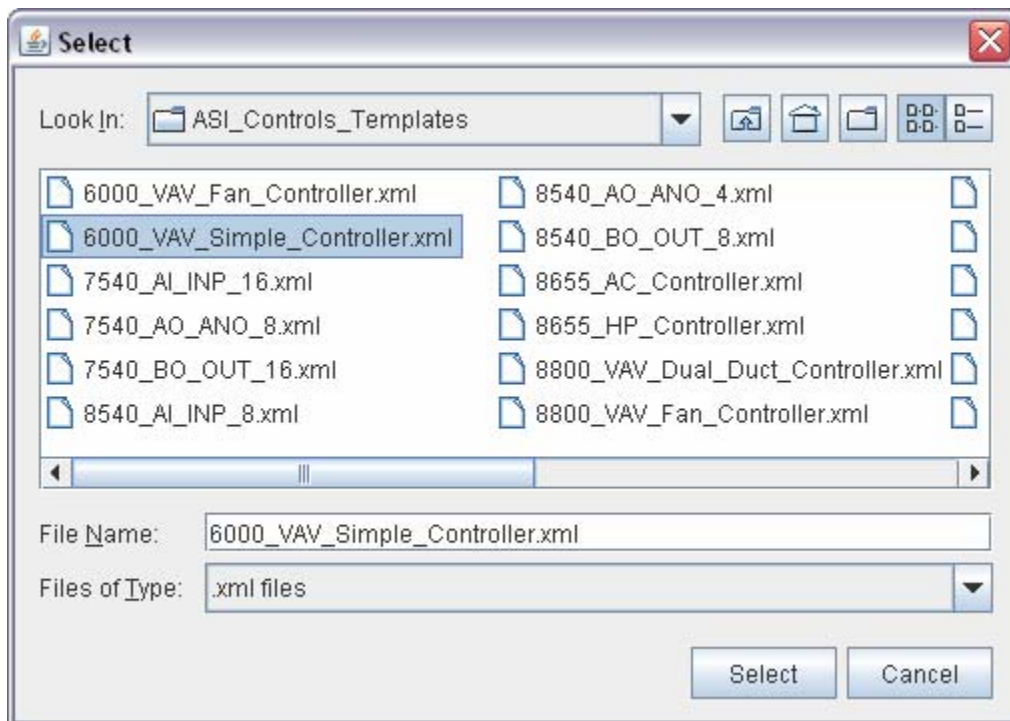 Select
Look In: ASI_Controls_Templates
6000_VAV_Fan_Controller.xml
6000_VAV_Simple_Controller.xml
7540_AI_INP_16.xml
7540_AO_ANO_8.xml
7540_BO_OUT_16.xml
8540_AI_INP_8.xml
8540_AO_ANO_4.xml
8540_BO_OUT_8.xml
8655_AC_Controller.xml
8655_HP_Controller.xml
8800_VAV_Dual_Duct_Controller.xml
8800_VAV_Fan_Controller.xml
File Name: 6000_VAV_Simple_Controller.xml
Files of Type: .xml files
Select Cancel